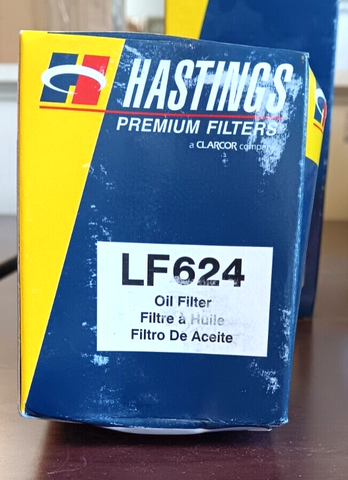 HASTINGS
PREMIUM FILTERS
a CLARCOR company
LF624
Oil Filter
Filtre à Huile
Filtro De Aceite